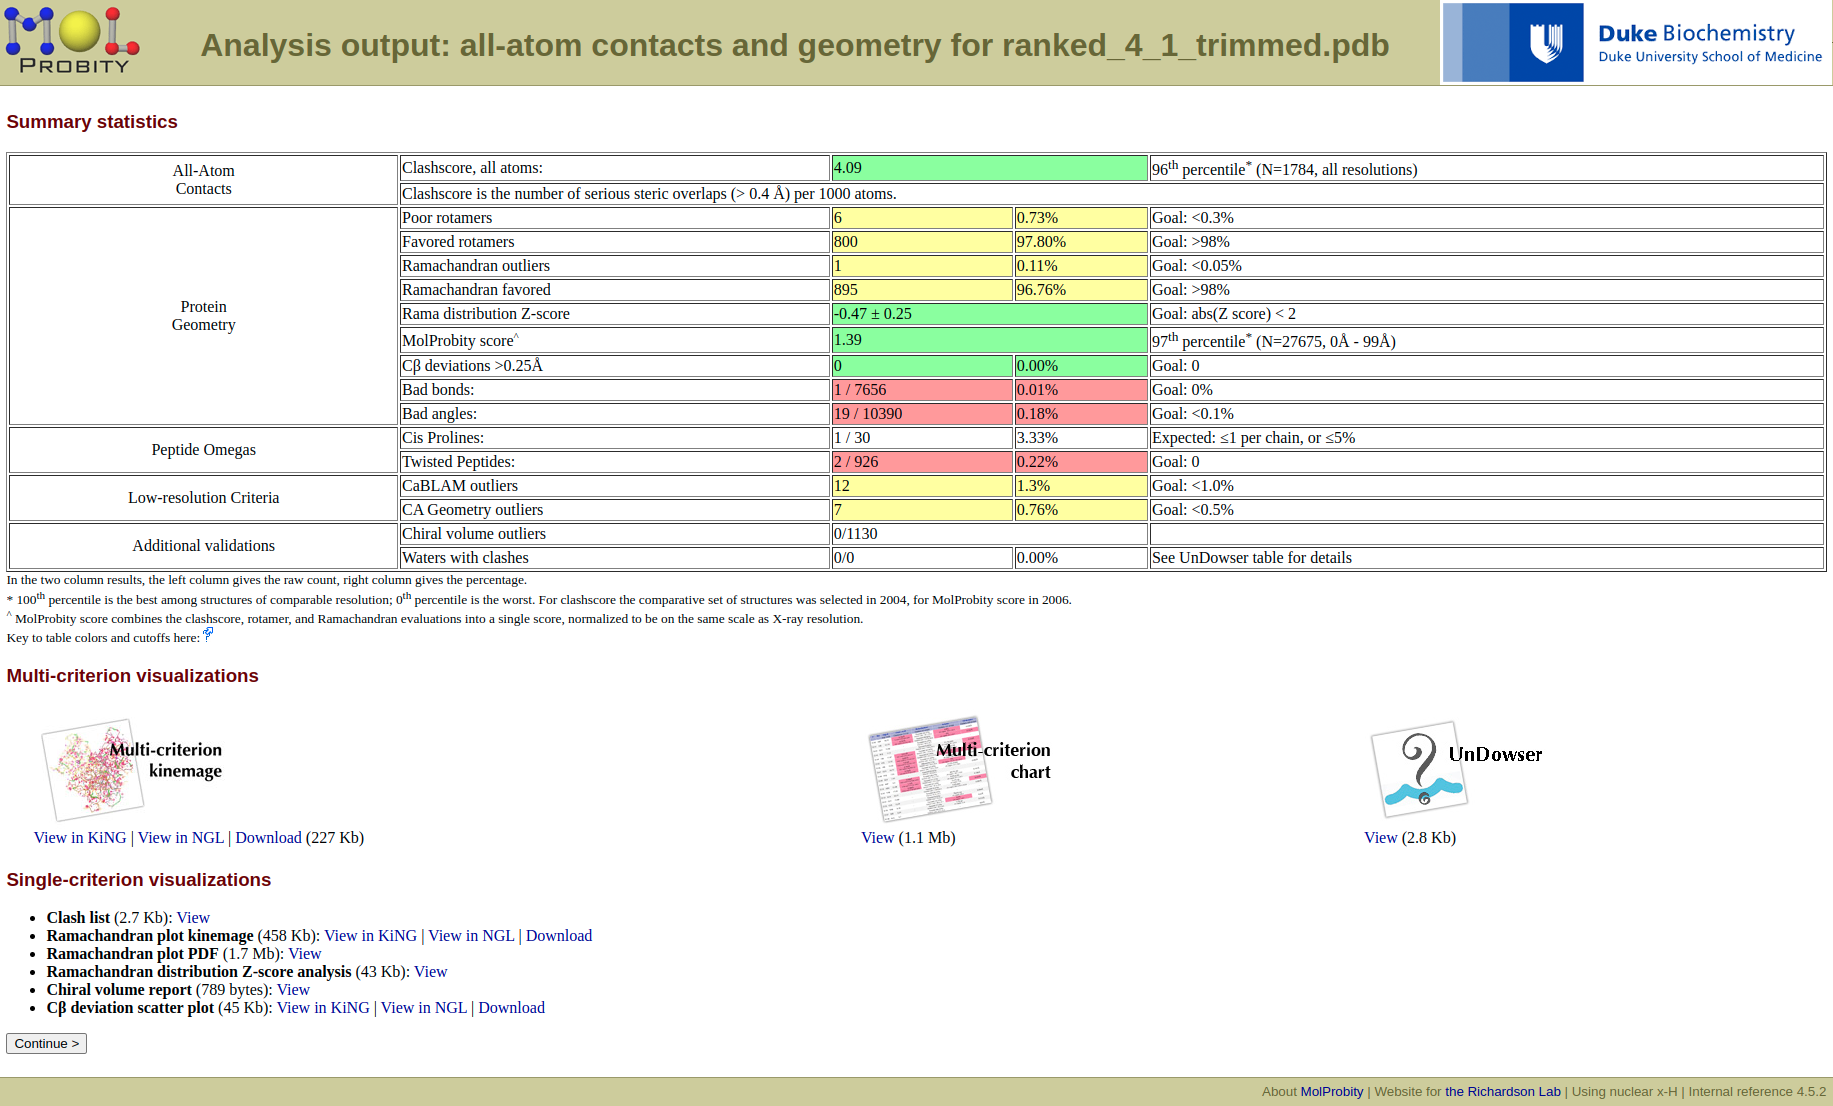 MOL
PROBITY
Analysis output: all-atom contacts and geometry for ranked_4_1_trimmed.pdb
Duke Biochemistry
Duke University School of Medicine
Summary statistics
All-Atom
Contacts
Clashscore, all atoms: 4.09 96th percentile* (N=1784, all resolutions)
Clashscore is the number of serious steric overlaps (> 0.4 Å) per 1000 atoms.
Protein
Geometry
Poor rotamers 6 0.73% Goal: <0.3%
Favored rotamers 800 97.80% Goal: >98%
Ramachandran outliers 1 0.11% Goal: <0.05%
Ramachandran favored 895 96.76% Goal: >98%
Rama distribution Z-score -0.47 ± 0.25 Goal: abs(Z score) < 2
MolProbity score^ 1.39 97th percentile* (N=27675, 0Å - 99Å)
Cβ deviations >0.25Å 0 0.00% Goal: 0
Bad bonds: 1 / 7656 0.01% Goal: 0%
Bad angles: 19 / 10390 0.18% Goal: <0.1%
Peptide Omegas
Cis Prolines: 1 / 30 3.33% Expected: ≤1 per chain, or ≤5%
Twisted Peptides: 2 / 926 0.22% Goal: 0
Low-resolution Criteria
CaBLAM outliers 12 1.3% Goal: <1.0%
CA Geometry outliers 7 0.76% Goal: <0.5%
Additional validations
Chiral volume outliers 0/1130
Waters with clashes 0/0 0.00% See UnDowser table for details
In the two column results, the left column gives the raw count, right column gives the percentage.
* 100th percentile is the best among structures of comparable resolution; 0th percentile is the worst. For clashscore the comparative set of structures was selected in 2004, for MolProbity score in 2006.
^ MolProbity score combines the clashscore, rotamer, and Ramachandran evaluations into a single score, normalized to be on the same scale as X-ray resolution.
Key to table colors and cutoffs here: ?
Multi-criterion visualizations
Multi-criterion
kinemage
Multi-criterion
chart
UnDowser
View in KiNG | View in NGL | Download (227 Kb)
View (1.1 Mb)
View (2.8 Kb)
Single-criterion visualizations
• Clash list (2.7 Kb): View
• Ramachandran plot kinemage (458 Kb): View in KiNG | View in NGL | Download
• Ramachandran plot PDF (1.7 Mb): View
• Ramachandran distribution Z-score analysis (43 Kb): View
• Chiral volume report (789 bytes): View
• Cβ deviation scatter plot (45 Kb): View in KiNG | View in NGL | Download
Continue >
About MolProbity | Website for the Richardson Lab | Using nuclear x-H | Internal reference 4.5.2